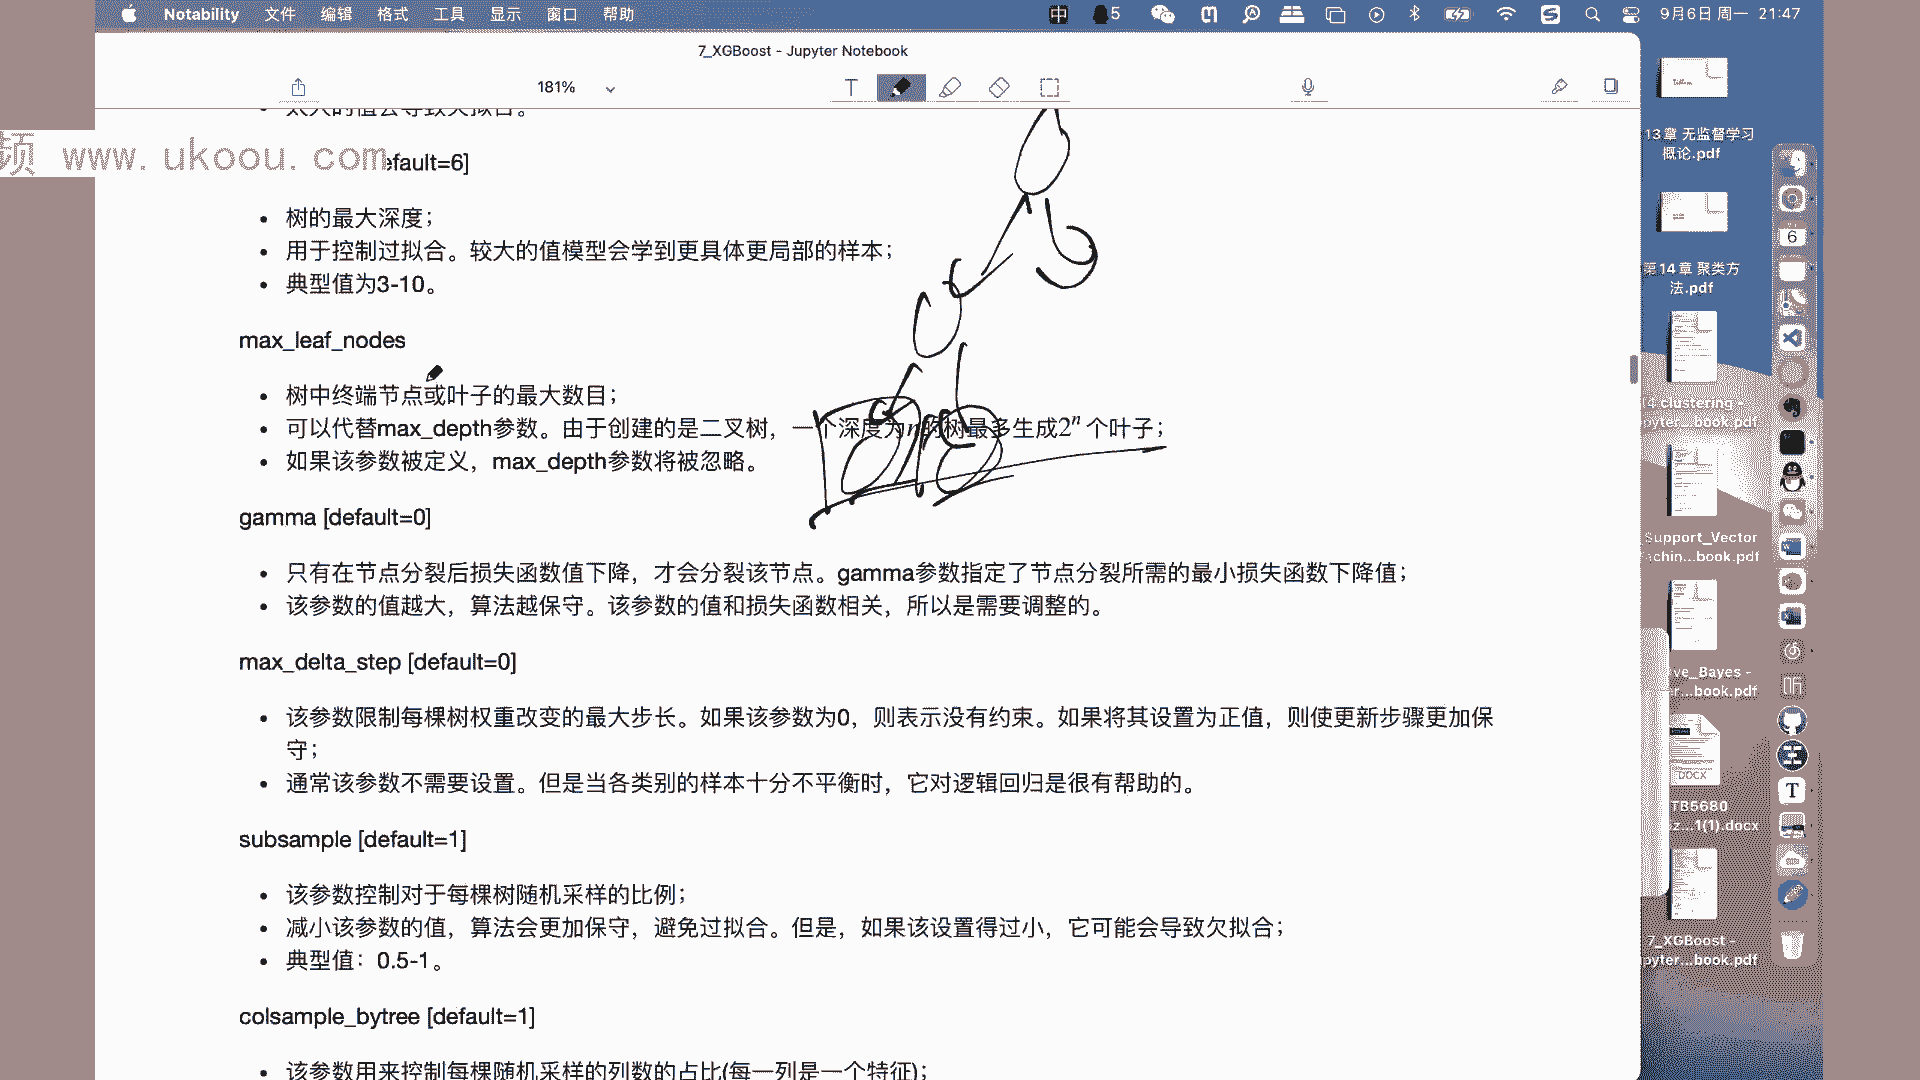 Notability 文件 编辑 格式 工具 显示 窗口 帮助 中 5 9月6日 周一 21:47
7_XGBoost - Jupyter Notebook
181%
频 www. ukoou. com
efault=6]
树的最大深度；
用于控制过拟合。较大的值模型会学到更具体更局部的样本；
典型值为3-10。
max_leaf_nodes
树中终端节点或叶子的最大数目；
可以代替max_depth参数。由于创建的是二叉树，一个深度为n的树最多生成2ⁿ个叶子；
如果该参数被定义，max_depth参数将被忽略。
gamma [default=0]
只有在节点分裂后损失函数值下降，才会分裂该节点。gamma参数指定了节点分裂所需的最小损失函数下降值；
该参数的值越大，算法越保守。该参数的值和损失函数相关，所以是需要调整的。
max_delta_step [default=0]
该参数限制每棵树权重改变的最大步长。如果该参数为0，则表示没有约束。如果将其设置为正值，则使更新步骤更加保
守；
通常该参数不需要设置。但是当各类别的样本十分不平衡时，它对逻辑回归是很有帮助的。
subsample [default=1]
该参数控制对于每棵树随机采样的比例；
减小该参数的值，算法会更加保守，避免过拟合。但是，如果该设置得过小，它可能会导致欠拟合；
典型值：0.5-1。
colsample_bytree [default=1]
该参数用来控制每棵随机采样的列数的占比(每一列是一个特征)；
13章 无监督学习
概论.pdf
第14章 聚类方
法.pdf
clustering -
pyter...book.pdf
Support_Vector
achin...book.pdf
ve_Bayes -
er...book.pdf
DOCX
TB5680
z...1(1).docx
7_XGBoost -
pyter...book.pdf
6
T